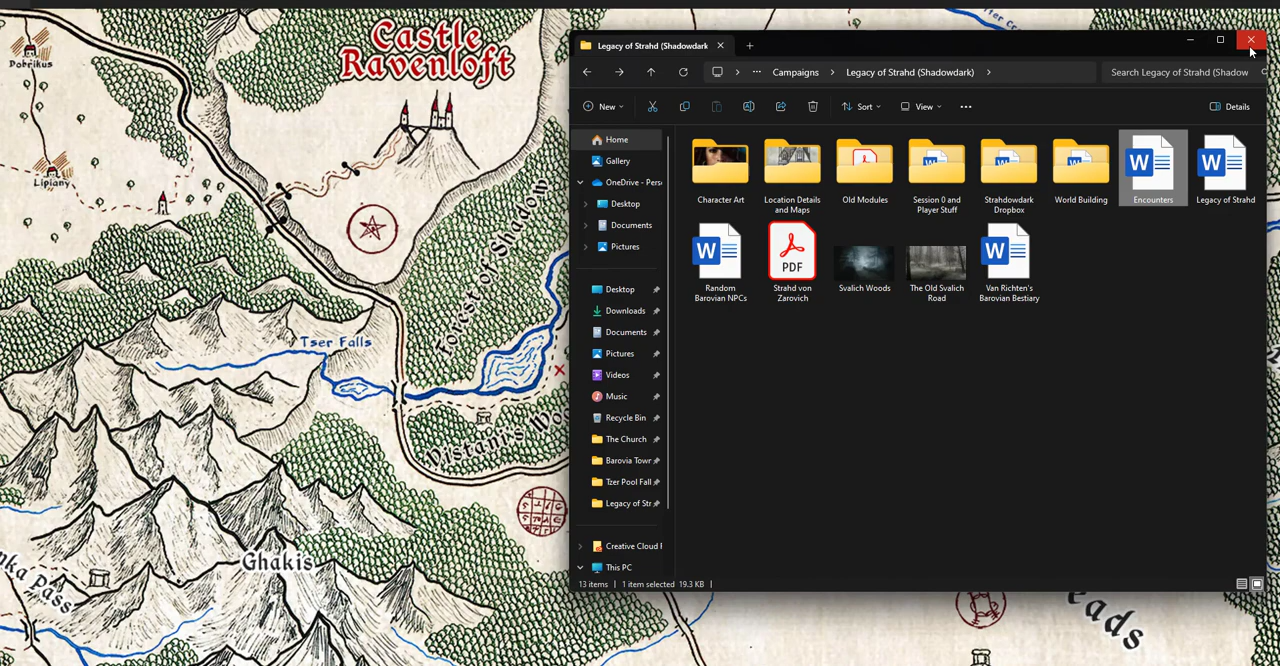 Castle
Ravenloft
Dobrikus
Lipiany
Forest of Shadow
Tser Falls
Ghakis
Pass
eads
Legacy of Strahd (Shadowdark
Campaigns
Legacy of Strahd (Shadowdark)
Search Legacy of Strahd (Shadow
New
Sort
View
Details
Home
Gallery
OneDrive - Pers
Desktop
Documents
Pictures
Desktop
Downloads
Documents
Pictures
Videos
Music
Recycle Bin
The Church
Barovia Towr
Tzer Pool Fall
Legacy of Str
Creative Cloud F
This PC
Character Art
Location Details
and Maps
Old Modules
Session 0 and
Player Stuff
Strahdowdark
Dropbox
World Building
Encounters
Legacy of Strahd
Random
Barovian NPCs
PDF
Strahd von
Zarovich
Svalich Woods
The Old Svalich
Road
Van Richten's
Barovian Bestiary
13 items
1 item selected 19.3 KB